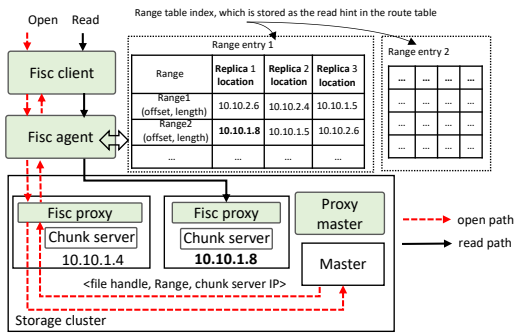 Range table index, which is stored as the read hint in the route table
Open Read
Range entry 1
Range entry 2
Fisc client
Range
Replica 1 location
Replica 2 location
Replica 3 location
Range1 (offset, length)
10.10.2.6
10.10.2.4
10.10.1.5
Range2 (offset, length)
10.10.1.8
10.10.1.5
10.10.2.6
...
...
...
...
... ... ... ...
... ... ... ...
... ... ... ...
... ... ... ...
Fisc agent
Fisc proxy
Chunk server
10.10.1.4
Fisc proxy
Chunk server
10.10.1.8
Proxy master
Master
open path
read path
<file handle, Range, chunk server IP>
Storage cluster